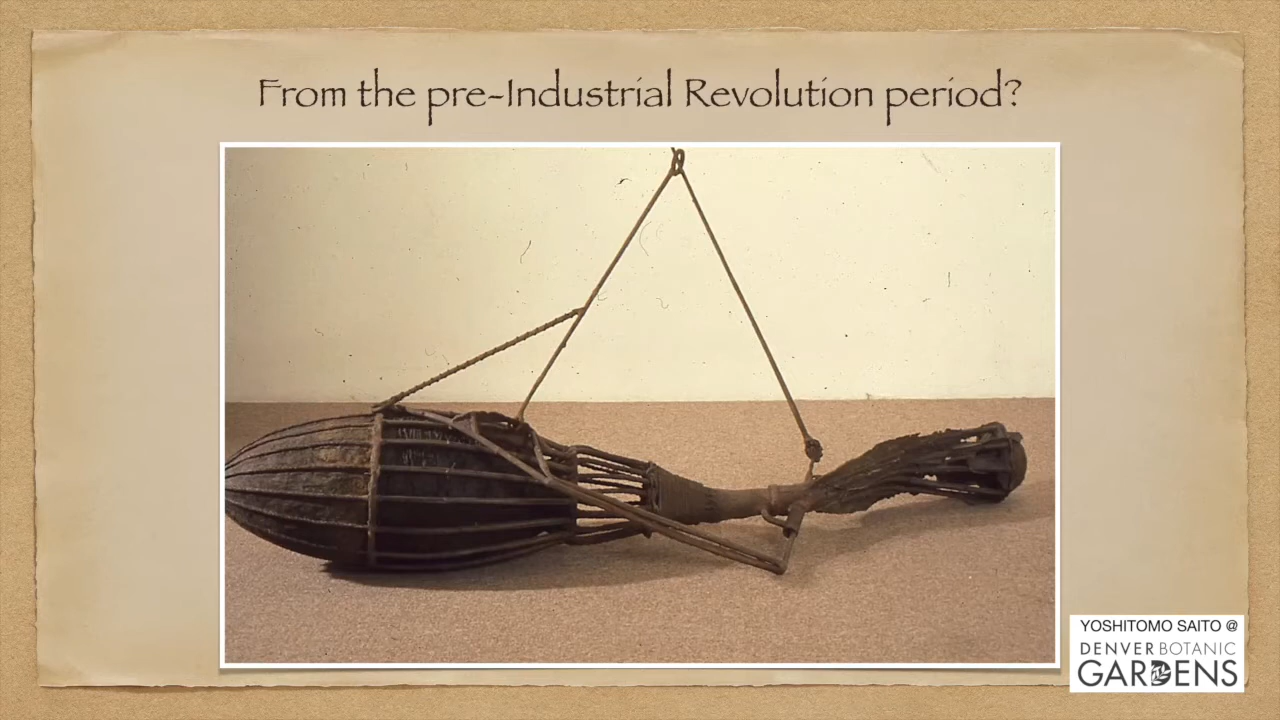 From the pre-Industrial Revolution period?
YOSHITOMO SAITO @
DENVER BOTANIC
GARDENS